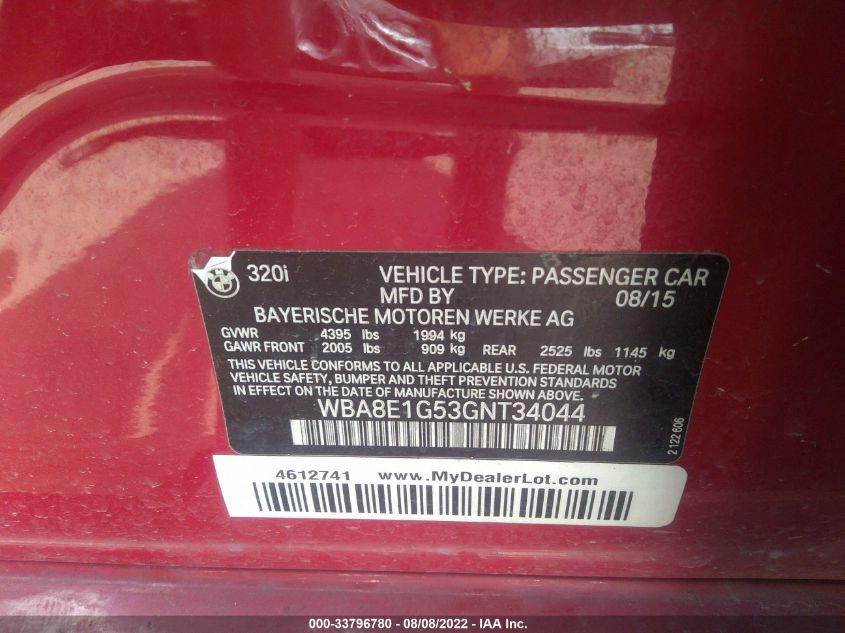 320i VEHICLE TYPE: PASSENGER CAR
MFD BY 08/15
BAYERISCHE MOTOREN WERKE AG
GVWR 4395 lbs 1994 kg
GAWR FRONT 2005 lbs 909 kg REAR 2525 lbs 1145 kg
THIS VEHICLE CONFORMS TO ALL APPLICABLE U.S. FEDERAL MOTOR
VEHICLE SAFETY, BUMPER AND THEFT PREVENTION STANDARDS
IN EFFECT ON THE DATE OF MANUFACTURE SHOWN ABOVE.
WBA8E1G53GNT34044
2 122 606
4612741 www.MyDealerLot.com
000-33796780 - 08/08/2022 - IAA Inc.